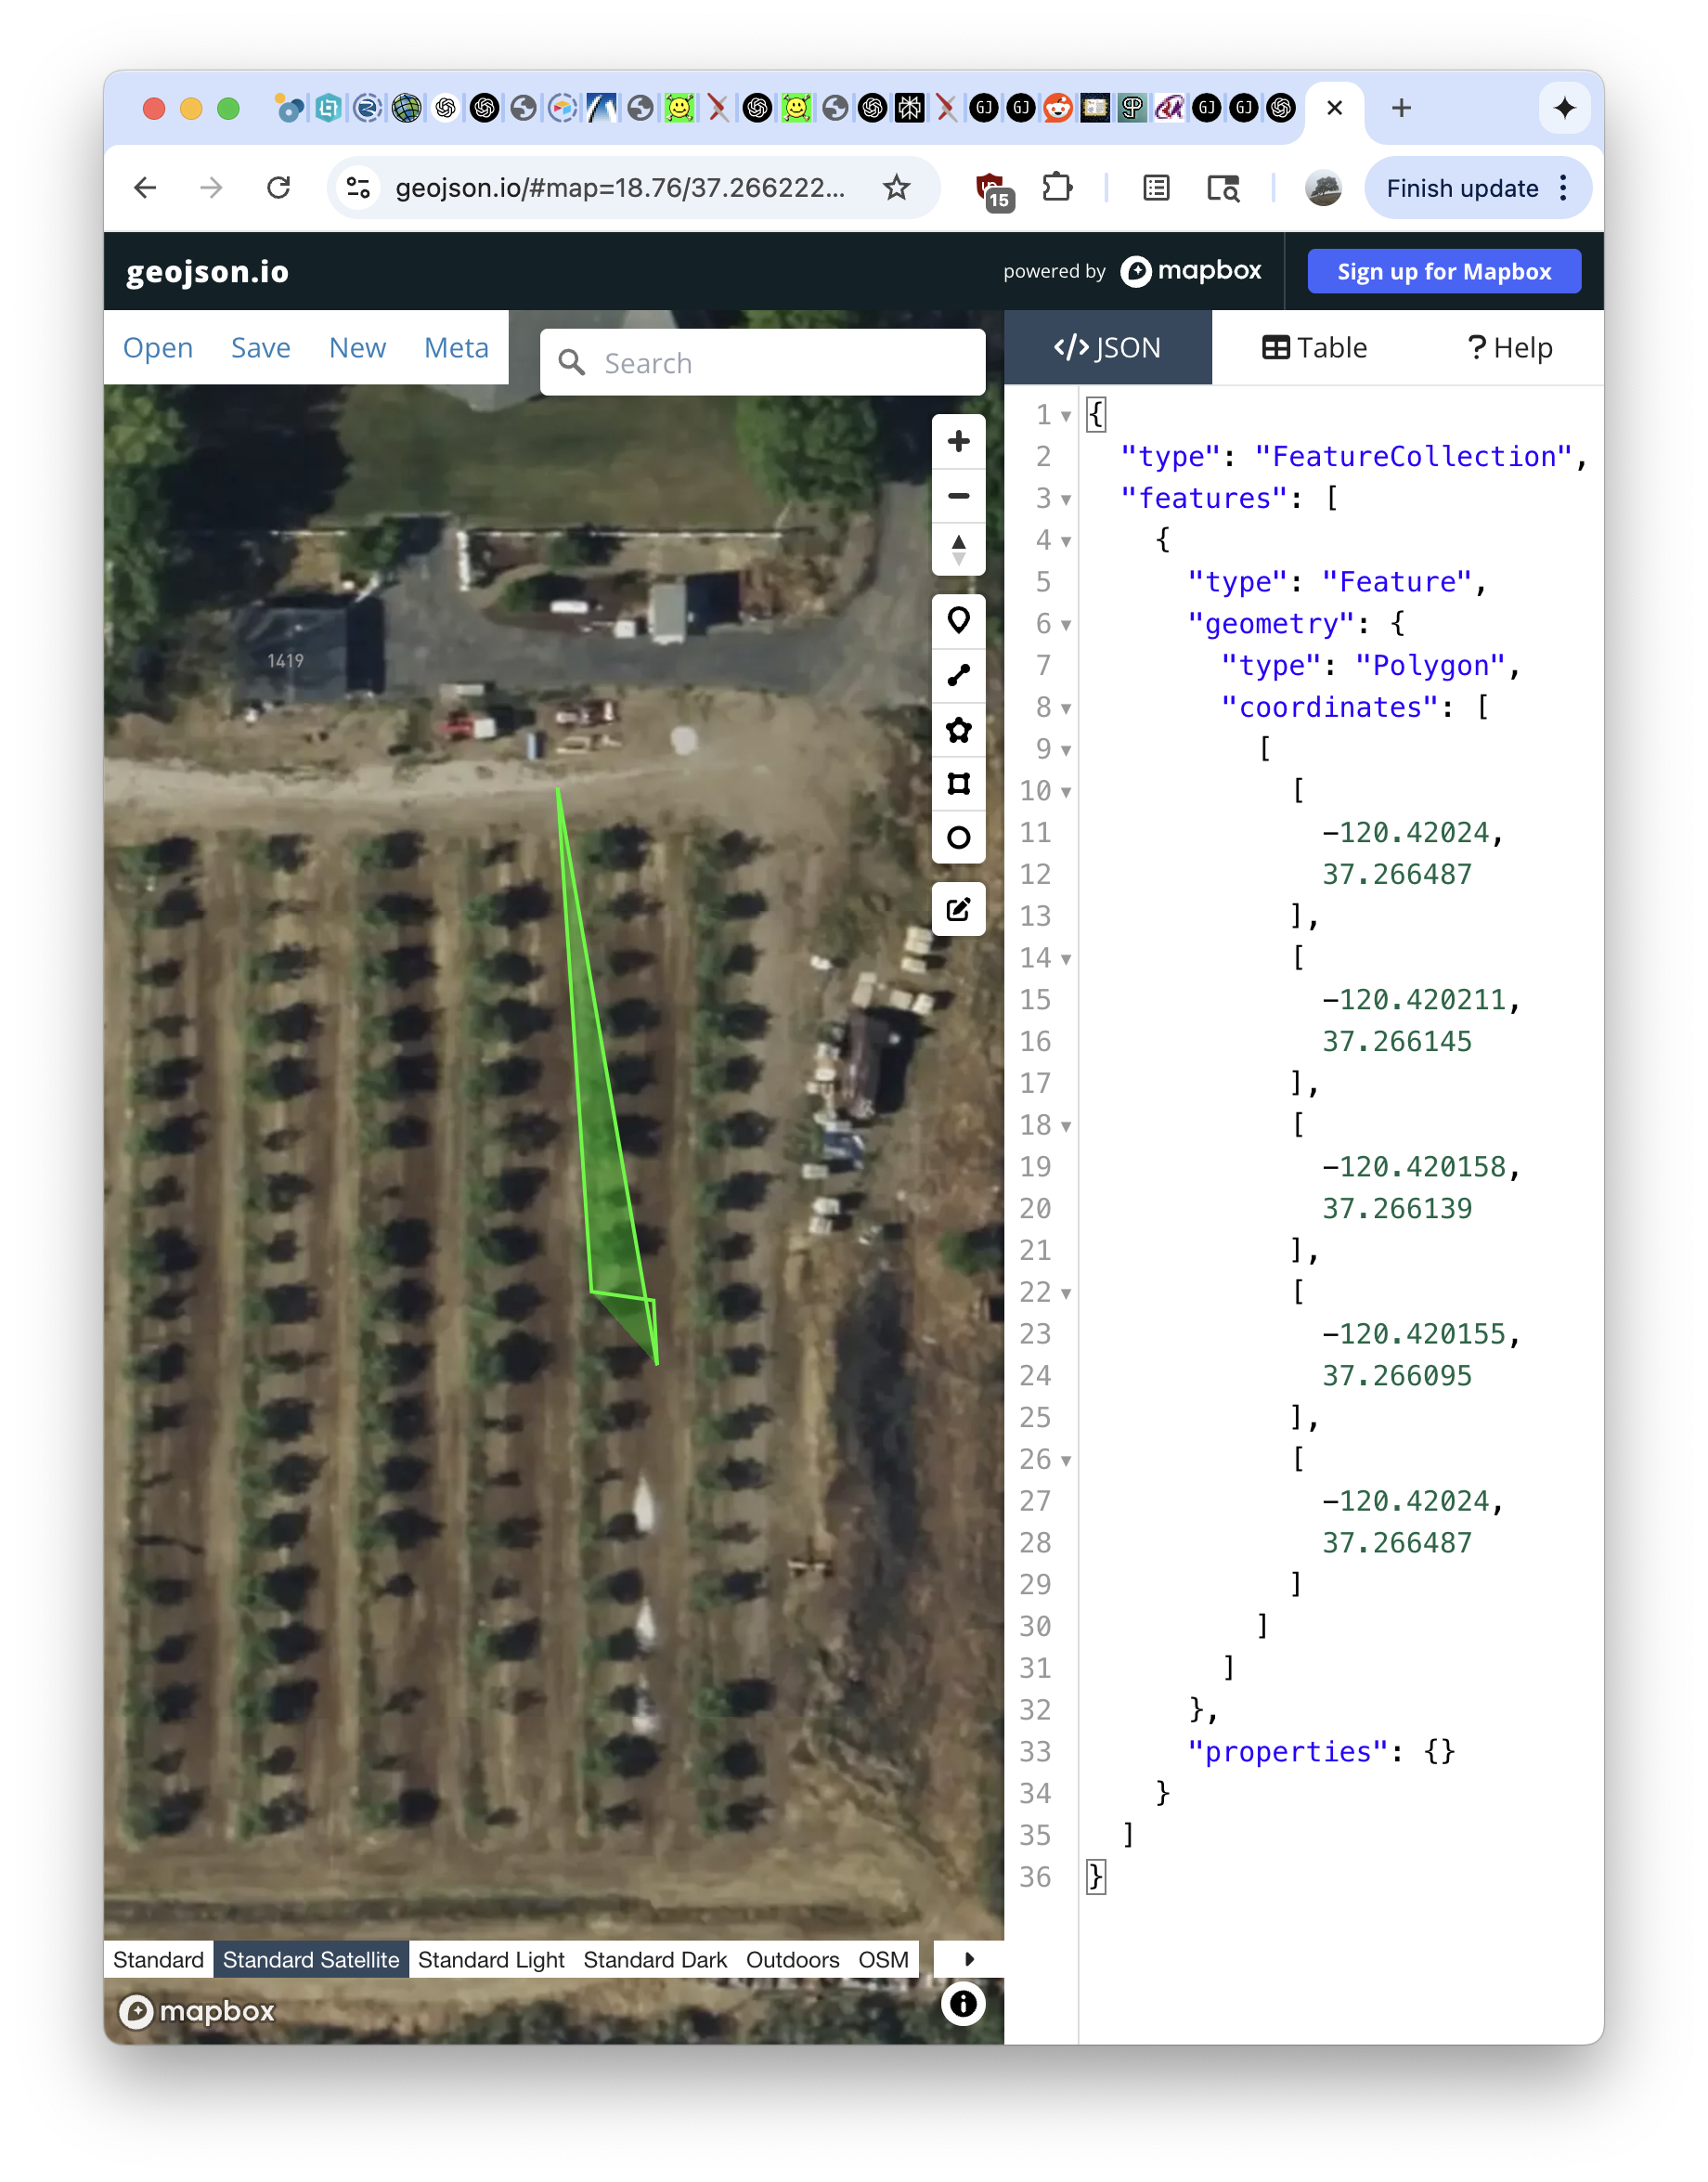 geojson.io/#map=18.76/37.266222...
15
Finish update
geojson.io
powered by mapbox
Sign up for Mapbox
Open Save New Meta
Search
</> JSON
Table
? Help
1419
1 {
2 "type": "FeatureCollection",
3 "features": [
4 {
5 "type": "Feature",
6 "geometry": {
7 "type": "Polygon",
8 "coordinates": [
9 [
10 [
11 -120.42024,
12 37.266487
13 ],
14 [
15 -120.420211,
16 37.266145
17 ],
18 [
19 -120.420158,
20 37.266139
21 ],
22 [
23 -120.420155,
24 37.266095
25 ],
26 [
27 -120.42024,
28 37.266487
29 ]
30 ]
31 ]
32 },
33 "properties": {}
34 }
35 ]
36 }
Standard Standard Satellite Standard Light Standard Dark Outdoors OSM
mapbox